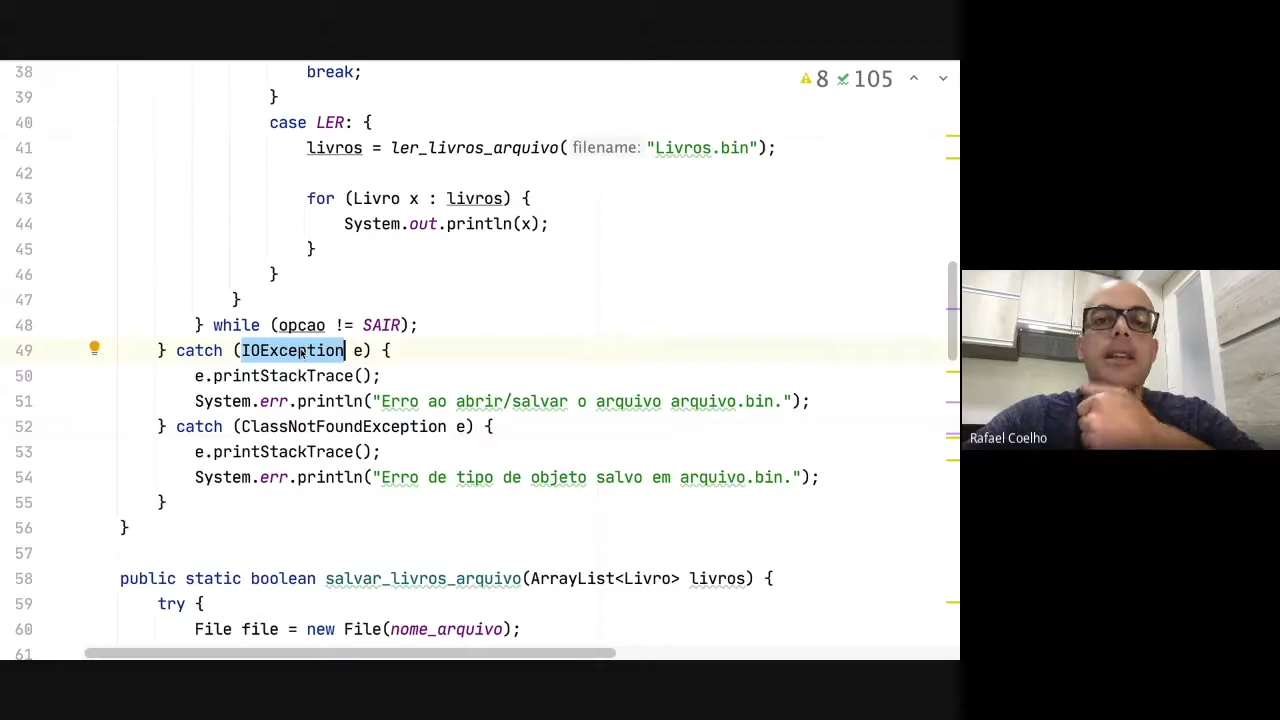 38 break;
39 }
40 case LER: {
41 livros = ler_livros_arquivo( filename: "Livros.bin");
42
43 for (Livro x : livros) {
44 System.out.println(x);
45 }
46 }
47 }
48 } while (opcao != SAIR);
49 } catch (IOException e) {
50 e.printStackTrace();
51 System.err.println("Erro ao abrir/salvar o arquivo arquivo.bin.");
52 } catch (ClassNotFoundException e) {
53 e.printStackTrace();
54 System.err.println("Erro de tipo de objeto salvo em arquivo.bin.");
55 }
56 }
57
58 public static boolean salvar_livros_arquivo(ArrayList<Livro> livros) {
59 try {
60 File file = new File(nome_arquivo);
61
8 105
Rafael Coelho